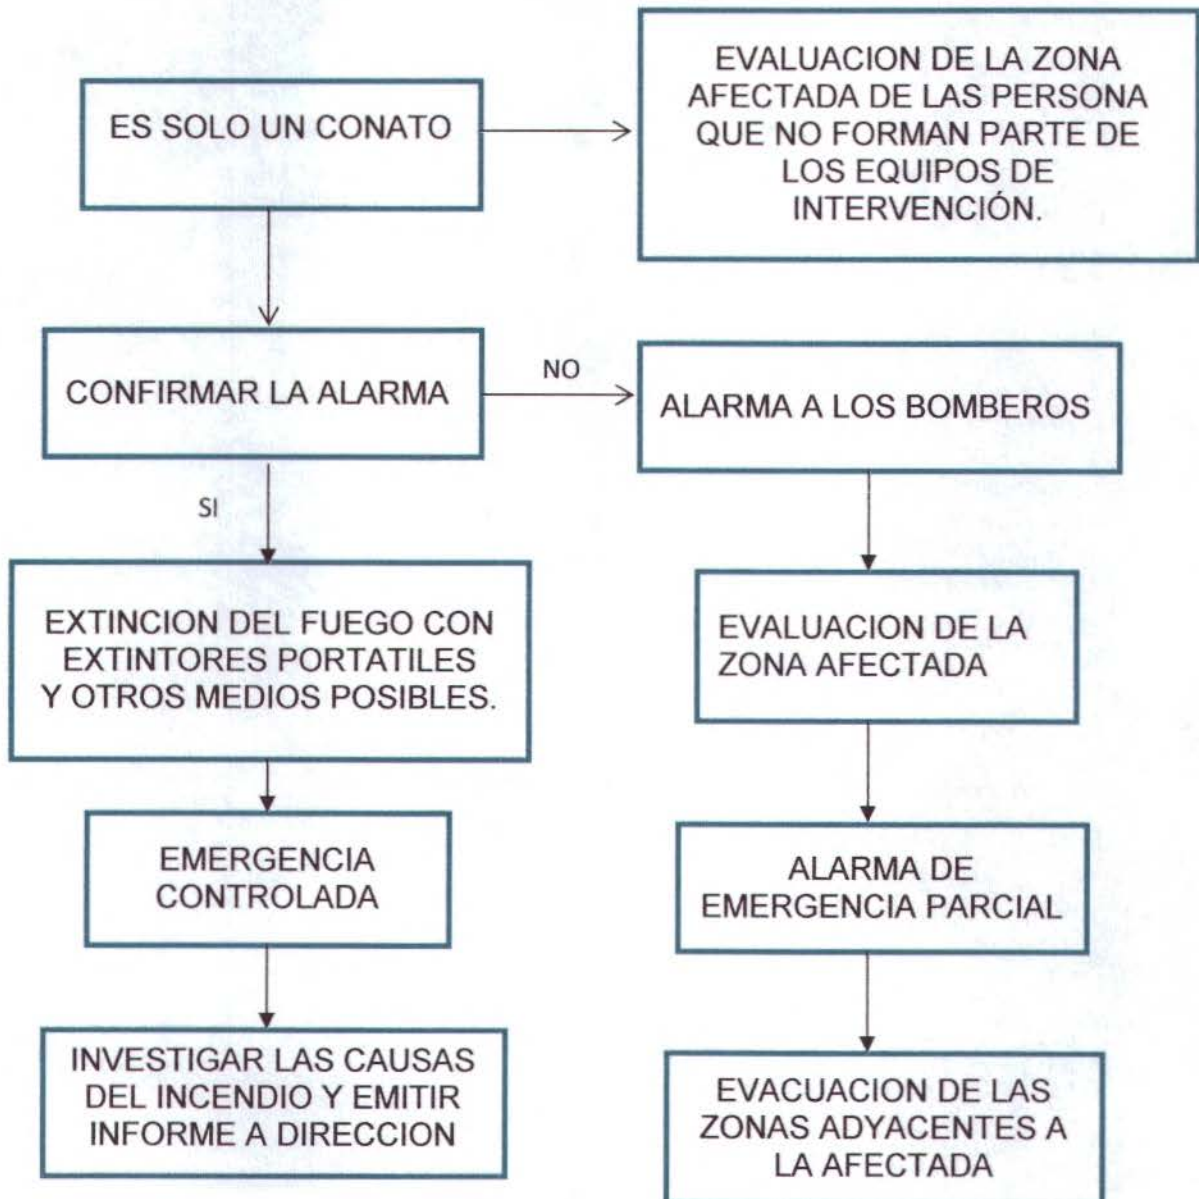 ES SOLO UN CONATO
EVALUACION DE LA ZONA
AFECTADA DE LAS PERSONA
QUE NO FORMAN PARTE DE
LOS EQUIPOS DE
INTERVENCIÓN.
CONFIRMAR LA ALARMA
NO
ALARMA A LOS BOMBEROS
SI
EXTINCION DEL FUEGO CON
EXTINTORES PORTATILES
Y OTROS MEDIOS POSIBLES.
EVALUACION DE LA
ZONA AFECTADA
EMERGENCIA
CONTROLADA
ALARMA DE
EMERGENCIA PARCIAL
INVESTIGAR LAS CAUSAS
DEL INCENDIO Y EMITIR
INFORME A DIRECCION
EVACUACION DE LAS
ZONAS ADYACENTES A
LA AFECTADA